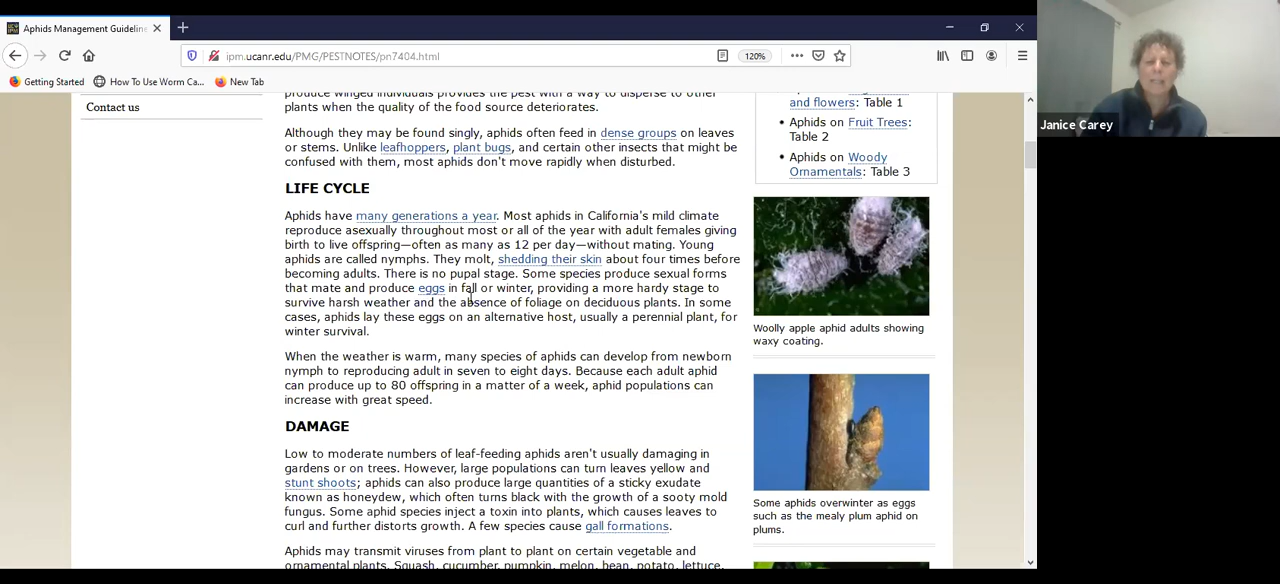 Aphids Management Guideline
ipm.ucanr.edu/PMG/PESTNOTES/pn7404.html
120%
Getting Started
How To Use Worm Ca...
New Tab
Contact us
produce winged individuals provides the pest with a way to disperse to other
plants when the quality of the food source deteriorates.
Although they may be found singly, aphids often feed in dense groups on leaves
or stems. Unlike leafhoppers, plant bugs, and certain other insects that might be
confused with them, most aphids don't move rapidly when disturbed.
LIFE CYCLE
Aphids have many generations a year. Most aphids in California's mild climate
reproduce asexually throughout most or all of the year with adult females giving
birth to live offspring—often as many as 12 per day—without mating. Young
aphids are called nymphs. They molt, shedding their skin about four times before
becoming adults. There is no pupal stage. Some species produce sexual forms
that mate and produce eggs in fall or winter, providing a more hardy stage to
survive harsh weather and the absence of foliage on deciduous plants. In some
cases, aphids lay these eggs on an alternative host, usually a perennial plant, for
winter survival.
When the weather is warm, many species of aphids can develop from newborn
nymph to reproducing adult in seven to eight days. Because each adult aphid
can produce up to 80 offspring in a matter of a week, aphid populations can
increase with great speed.
DAMAGE
Low to moderate numbers of leaf-feeding aphids aren't usually damaging in
gardens or on trees. However, large populations can turn leaves yellow and
stunt shoots; aphids can also produce large quantities of a sticky exudate
known as honeydew, which often turns black with the growth of a sooty mold
fungus. Some aphid species inject a toxin into plants, which causes leaves to
curl and further distorts growth. A few species cause gall formations.
Aphids may transmit viruses from plant to plant on certain vegetable and
ornamental plants. Squash, cucumber, pumpkin, melon, bean, potato, lettuce,
and flowers: Table 1
Aphids on Fruit Trees:
Table 2
Aphids on Woody
Ornamentals: Table 3
Woolly apple aphid adults showing
waxy coating.
Some aphids overwinter as eggs
such as the mealy plum aphid on
plums.
Janice Carey